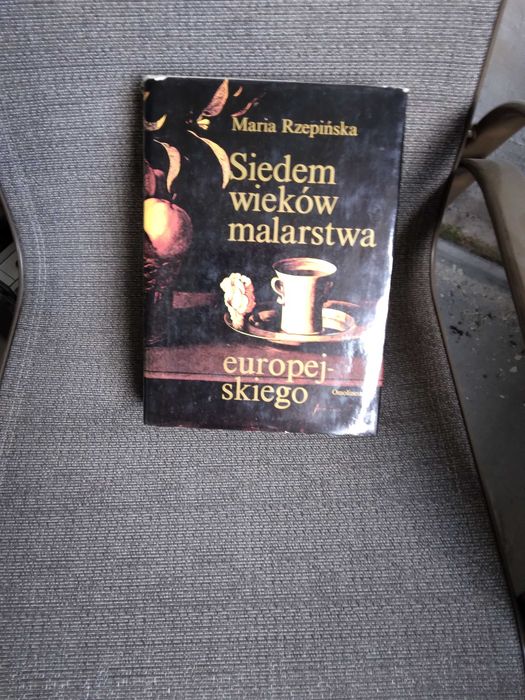 Maria Rzepińska
Siedem
wieków
malarstwa
europej-
skiego
Ossolineum